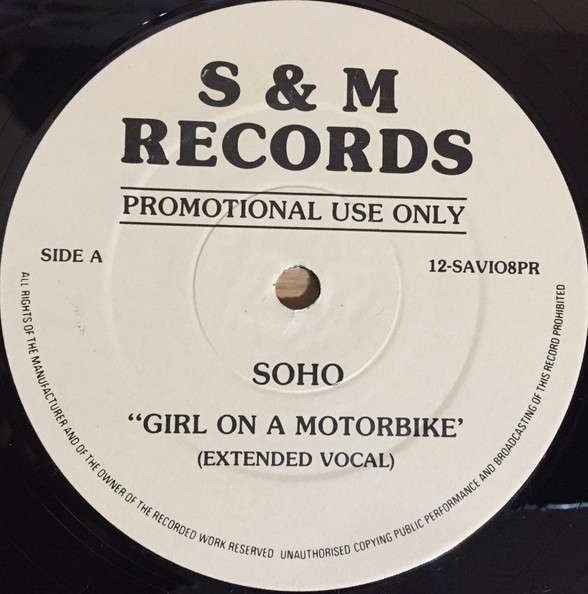 S & M
RECORDS
PROMOTIONAL USE ONLY
SIDE A
12-SAVIO8PR
SOHO
“GIRL ON A MOTORBIKE’
(EXTENDED VOCAL)
ALL RIGHTS OF THE MANUFACTURER AND OF THE OWNER OF THE RECORDED WORK RESERVED UNAUTHORISED COPYING PUBLIC PERFORMANCE AND BROADCASTING OF THIS RECORD PROHIBITED